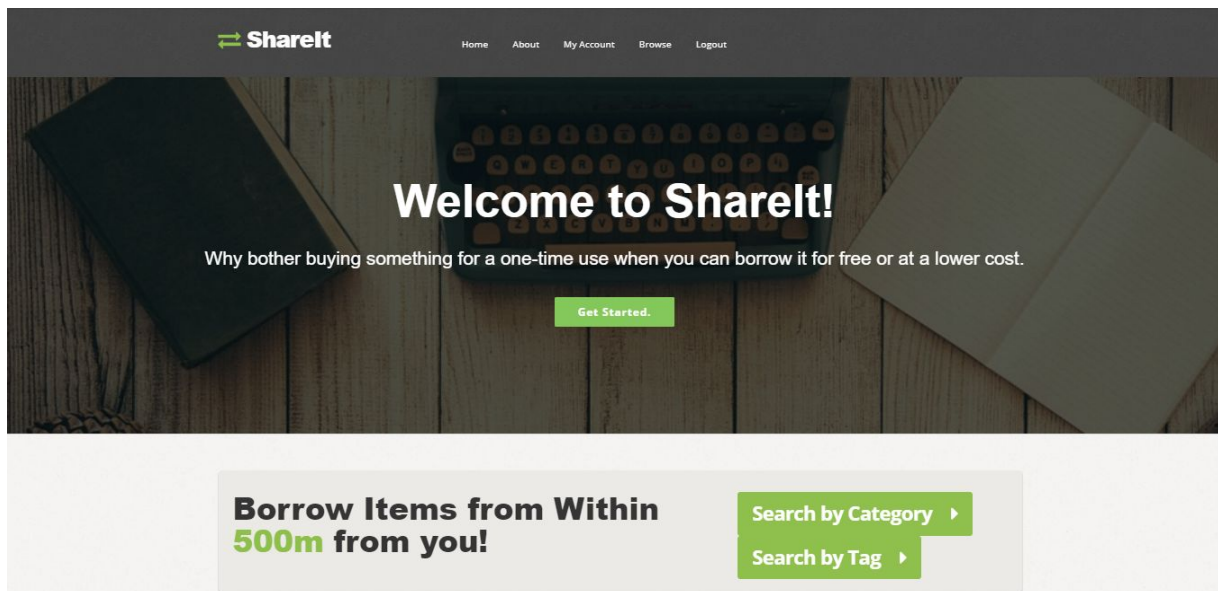 ShareIt
Home About My Account Browse Logout
Welcome to ShareIt!
Why bother buying something for a one-time use when you can borrow it for free or at a lower cost.
Get Started.
Borrow Items from Within
500m from you!
Search by Category
Search by Tag